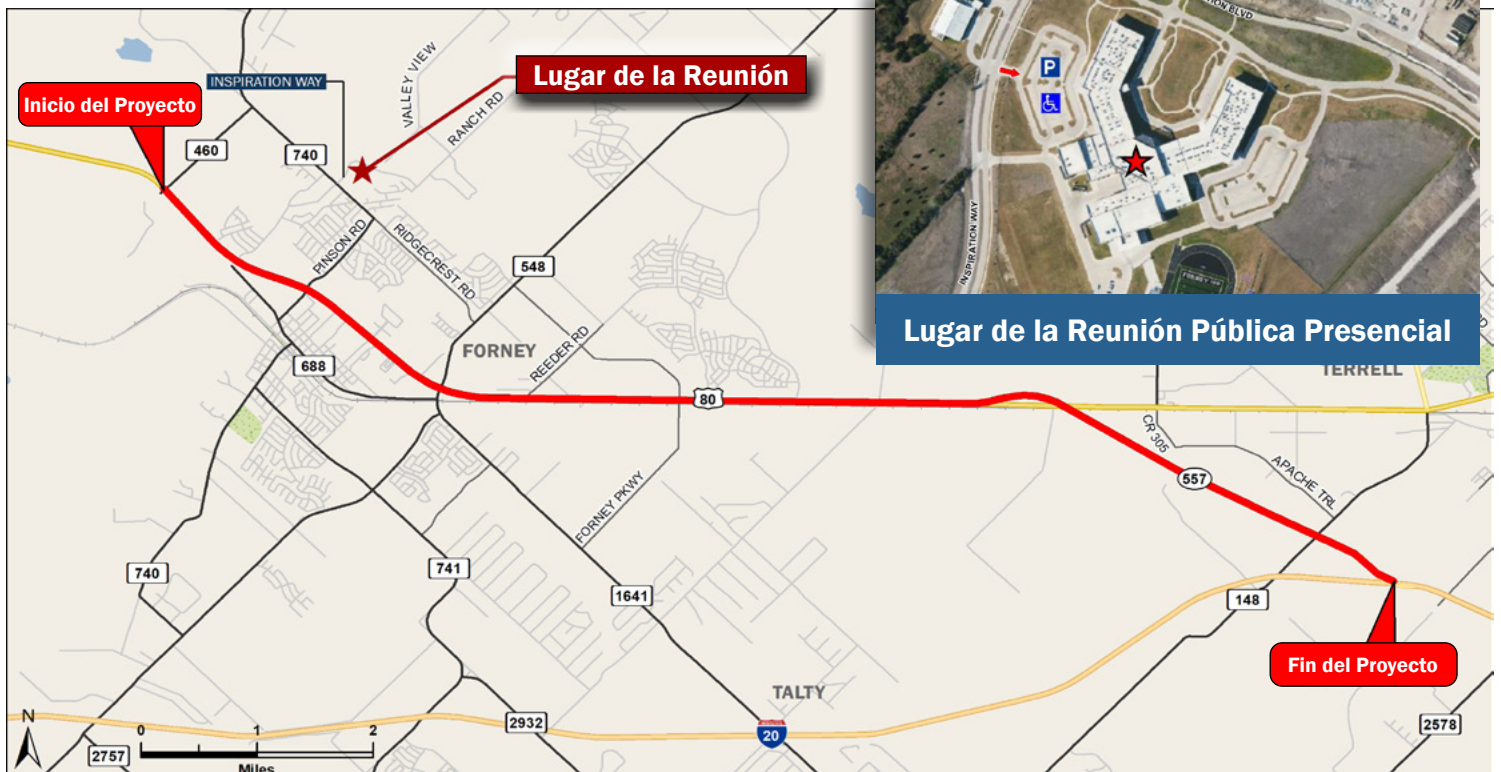 Inicio del Proyecto
INSPIRATION WAY
VALLEY VIEW
Lugar de la Reunión
RANCH RD
460
740
P
INSPIRATION WAY
BLVD
Lugar de la Reunión Pública Presencial
PINSON RD
RIDGECREST RD
548
FORNEY
REEDER RD
688
80
TERRELL
CR 305
557
APACHE TRL
FORNEY PKWY
740
741
1641
148
Fin del Proyecto
TALTY
N
0 1 2
Miles
2757
2932
20
2578